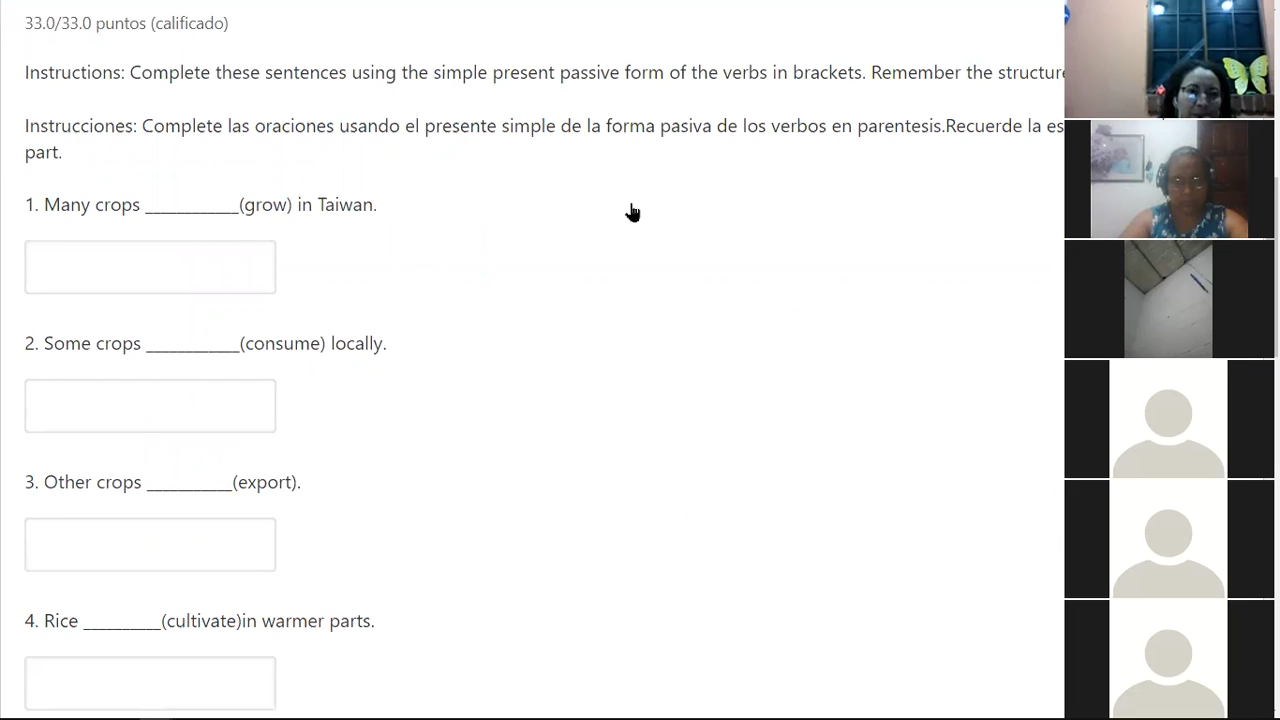 33.0/33.0 puntos (calificado)
Instructions: Complete these sentences using the simple present passive form of the verbs in brackets. Remember the structure
Instrucciones: Complete las oraciones usando el presente simple de la forma pasiva de los verbos en parentesis.Recuerde la es
part.
1. Many crops ____________(grow) in Taiwan.
2. Some crops ____________(consume) locally.
3. Other crops ___________(export).
4. Rice __________(cultivate)in warmer parts.